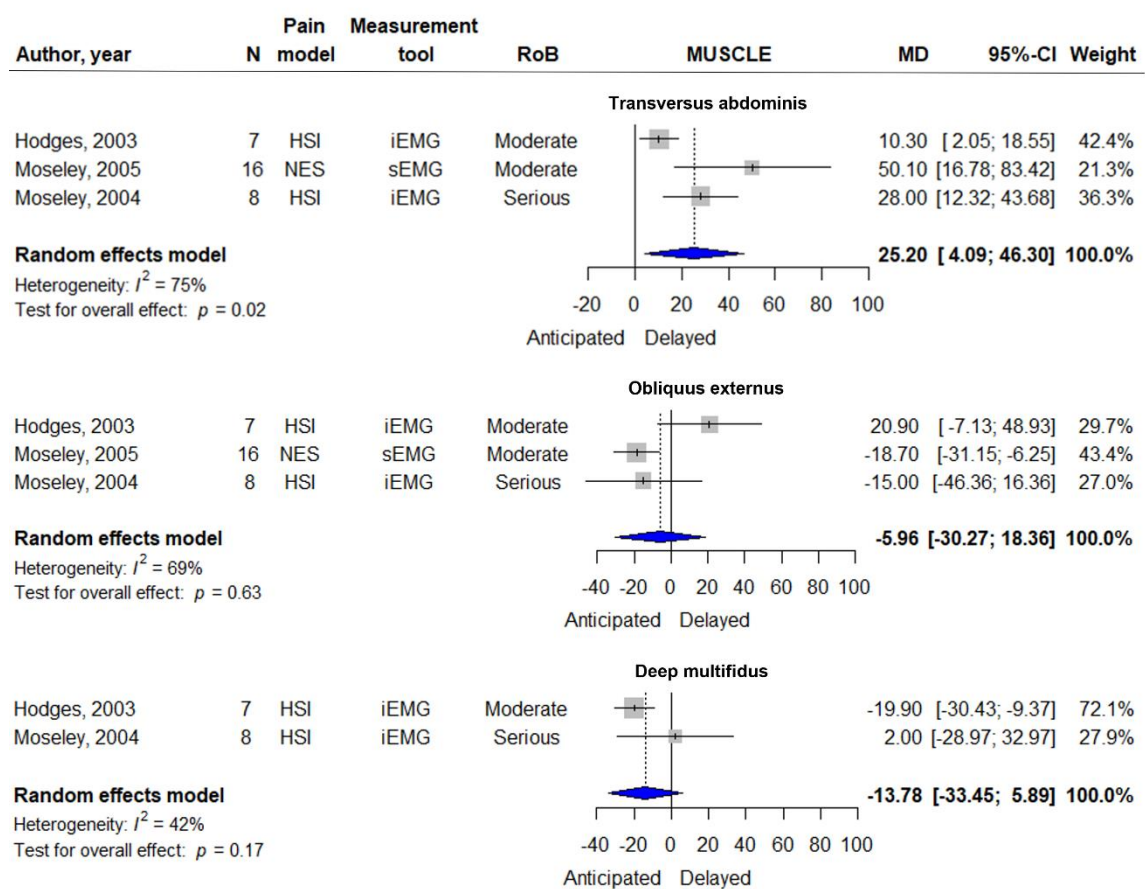 Author, year N Pain model Measurement tool RoB MUSCLE MD 95%-CI Weight
Transversus abdominis
Hodges, 2003 7 HSI iEMG Moderate 10.30 [ 2.05; 18.55] 42.4%
Moseley, 2005 16 NES sEMG Moderate 50.10 [16.78; 83.42] 21.3%
Moseley, 2004 8 HSI iEMG Serious 28.00 [12.32; 43.68] 36.3%
Random effects model 25.20 [ 4.09; 46.30] 100.0%
Heterogeneity: I² = 75%
Test for overall effect: p = 0.02
-20 0 20 40 60 80 100
Anticipated Delayed
Obliquus externus
Hodges, 2003 7 HSI iEMG Moderate 20.90 [ -7.13; 48.93] 29.7%
Moseley, 2005 16 NES sEMG Moderate -18.70 [-31.15; -6.25] 43.4%
Moseley, 2004 8 HSI iEMG Serious -15.00 [-46.36; 16.36] 27.0%
Random effects model -5.96 [-30.27; 18.36] 100.0%
Heterogeneity: I² = 69%
Test for overall effect: p = 0.63
-40 -20 0 20 40 60 80 100
Anticipated Delayed
Deep multifidus
Hodges, 2003 7 HSI iEMG Moderate -19.90 [-30.43; -9.37] 72.1%
Moseley, 2004 8 HSI iEMG Serious 2.00 [-28.97; 32.97] 27.9%
Random effects model -13.78 [-33.45; 5.89] 100.0%
Heterogeneity: I² = 42%
Test for overall effect: p = 0.17
-40 -20 0 20 40 60 80 100
Anticipated Delayed